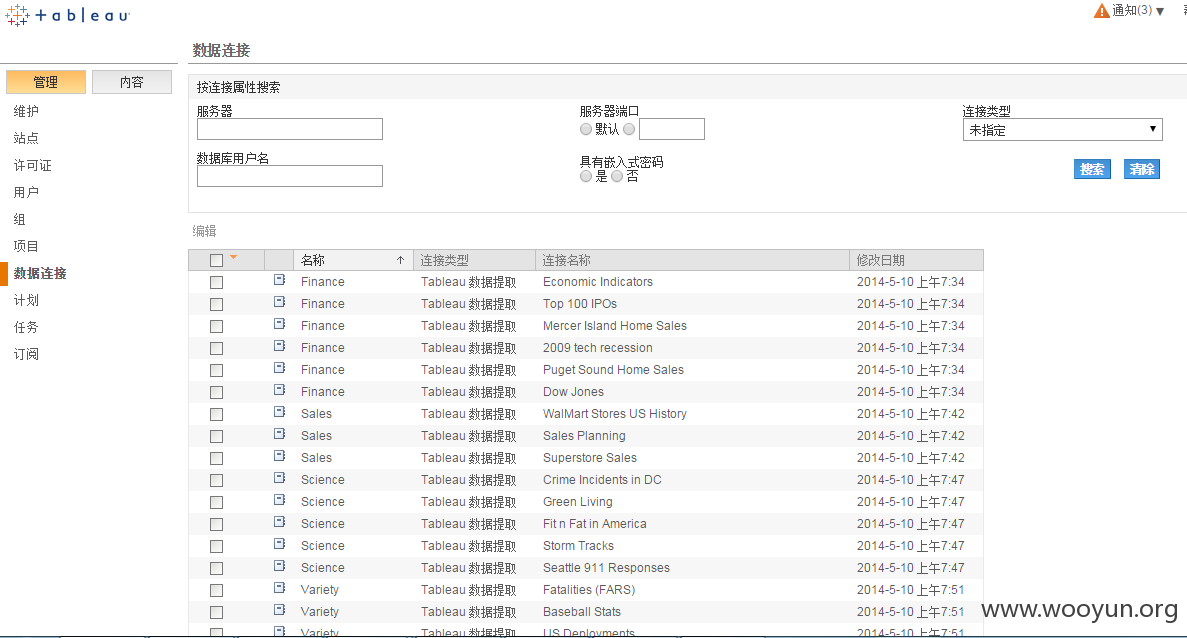 +ableau
通知(3) ▼
数据连接
管理 内容
维护
站点
许可证
用户
组
项目
数据连接
计划
任务
订阅
按连接属性搜索
服务器 服务器端口 连接类型
默认 未指定
数据库用户名 具有嵌入式密码
是 否 搜索 清除
编辑
名称 ↑ 连接类型 连接名称 修改日期
Finance Tableau 数据提取 Economic Indicators 2014-5-10 上午7:34
Finance Tableau 数据提取 Top 100 IPOs 2014-5-10 上午7:34
Finance Tableau 数据提取 Mercer Island Home Sales 2014-5-10 上午7:34
Finance Tableau 数据提取 2009 tech recession 2014-5-10 上午7:34
Finance Tableau 数据提取 Puget Sound Home Sales 2014-5-10 上午7:34
Finance Tableau 数据提取 Dow Jones 2014-5-10 上午7:34
Sales Tableau 数据提取 WalMart Stores US History 2014-5-10 上午7:42
Sales Tableau 数据提取 Sales Planning 2014-5-10 上午7:42
Sales Tableau 数据提取 Superstore Sales 2014-5-10 上午7:42
Science Tableau 数据提取 Crime Incidents in DC 2014-5-10 上午7:47
Science Tableau 数据提取 Green Living 2014-5-10 上午7:47
Science Tableau 数据提取 Fit n Fat in America 2014-5-10 上午7:47
Science Tableau 数据提取 Storm Tracks 2014-5-10 上午7:47
Science Tableau 数据提取 Seattle 911 Responses 2014-5-10 上午7:47
Variety Tableau 数据提取 Fatalities (FARS) 2014-5-10 上午7:51
Variety Tableau 数据提取 Baseball Stats 2014-5-10 上午7:51
Variety Tableau 数据提取 US Deployments 2014-5-10 上午7:51
www.wooyun.org